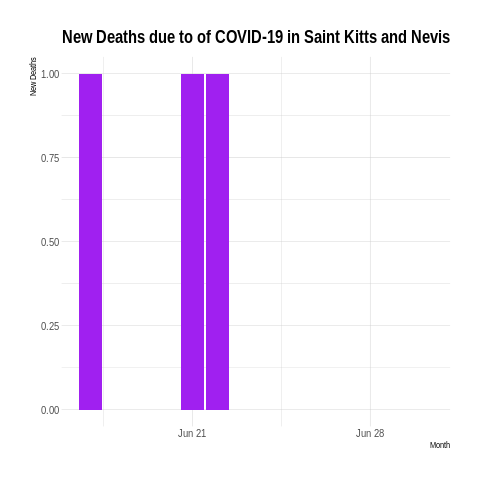 New Deaths due to of COVID-19 in Saint Kitts and Nevis
New Deaths
1.00
0.75
0.50
0.25
0.00
Jun 21
Jun 28
Month